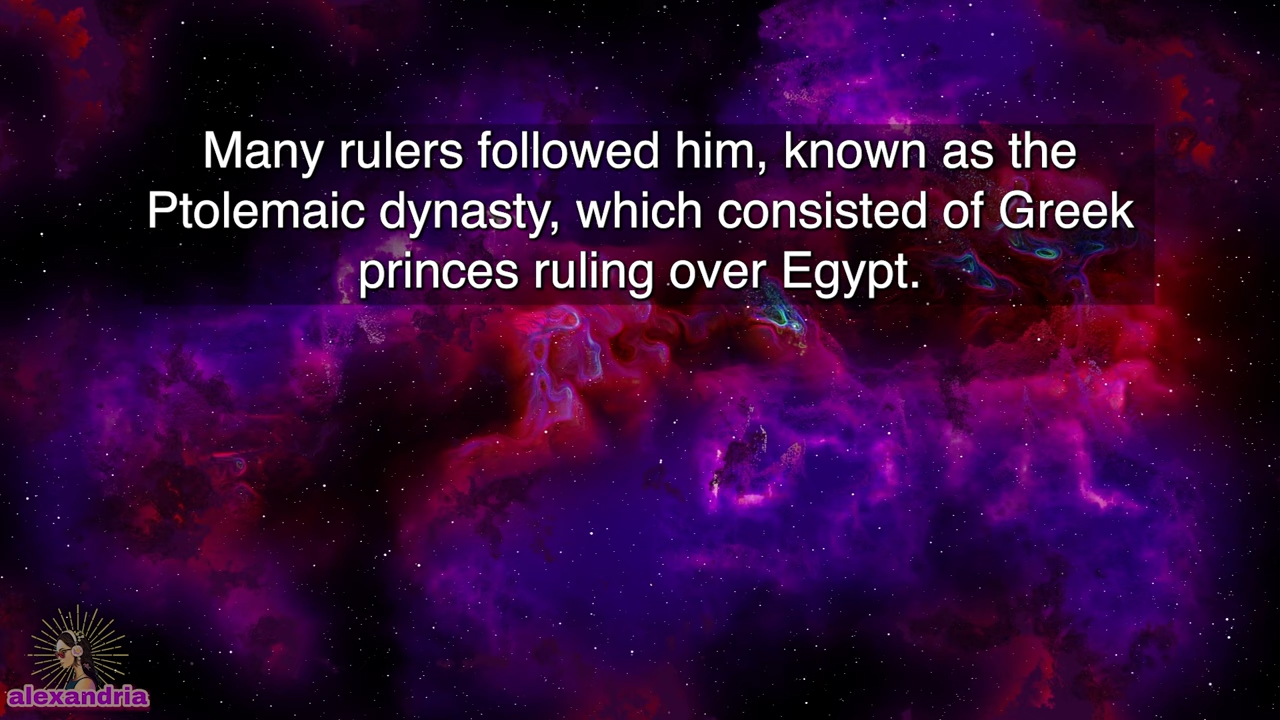 Many rulers followed him, known as the
Ptolemaic dynasty, which consisted of Greek
princes ruling over Egypt.
alexandria